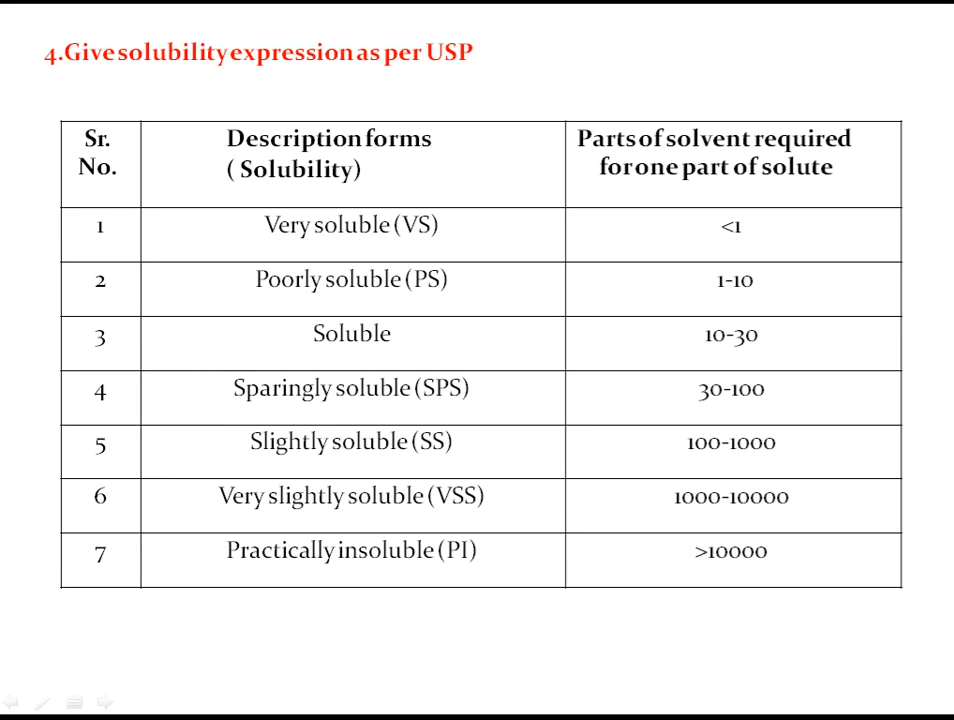 4.Give solubility expression as per USP
Sr. No. Description forms ( Solubility) Parts of solvent required for one part of solute
1 Very soluble (VS) <1
2 Poorly soluble (PS) 1-10
3 Soluble 10-30
4 Sparingly soluble (SPS) 30-100
5 Slightly soluble (SS) 100-1000
6 Very slightly soluble (VSS) 1000-10000
7 Practically insoluble (PI) >10000